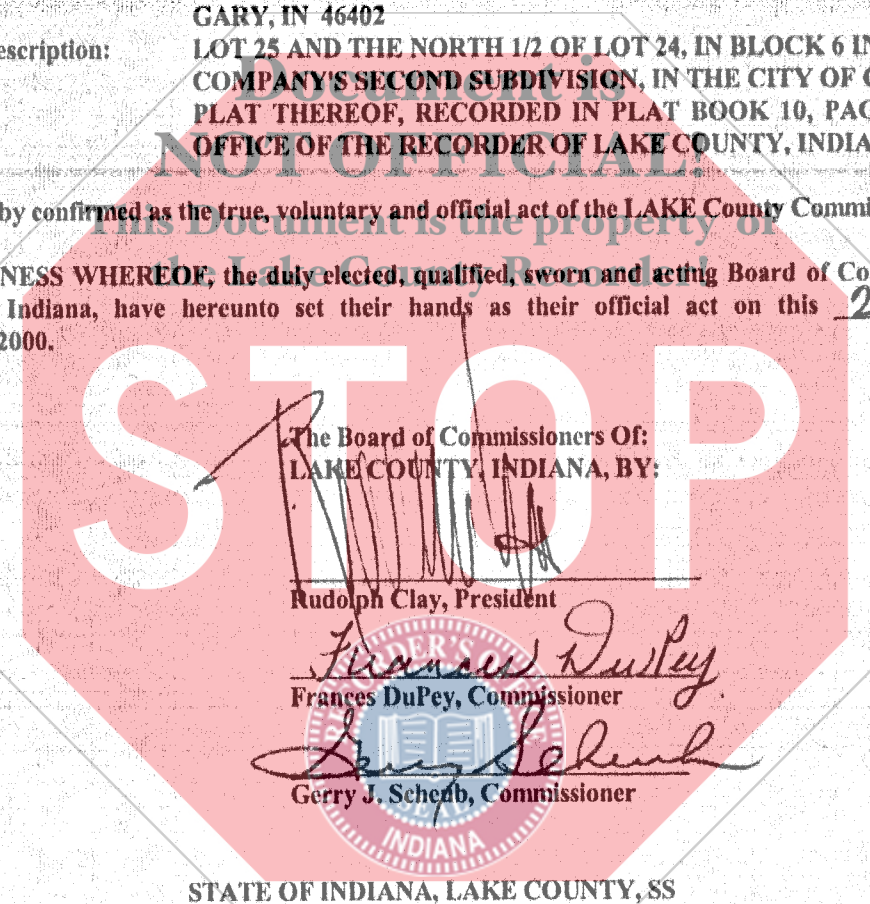 GARY, IN 46402
escription: LOT 25 AND THE NORTH 1/2 OF LOT 24, IN BLOCK 6 IN
COMPANY'S SECOND SUBDIVISION, IN THE CITY OF G
PLAT THEREOF, RECORDED IN PLAT BOOK 10, PAG
OFFICE OF THE RECORDER OF LAKE COUNTY, INDIA
Document is
NOT OFFICIAL!
by confirmed as the true, voluntary and official act of the LAKE County Commi
This Document is the property of
the Lake County Recorder!
NESS WHEREOF, the duly elected, qualified, sworn and acting Board of Co
Indiana, have hereunto set their hands as their official act on this 2
2000.
STOP
The Board of Commissioners Of:
LAKE COUNTY, INDIANA, BY:
Rudolph Clay, President
Frances DuPey
Frances DuPey, Commissioner
Gerry Scheub
Gerry J. Scheub, Commissioner
RECORDER'S OFFICE
SEAL
INDIANA
STATE OF INDIANA, LAKE COUNTY, SS